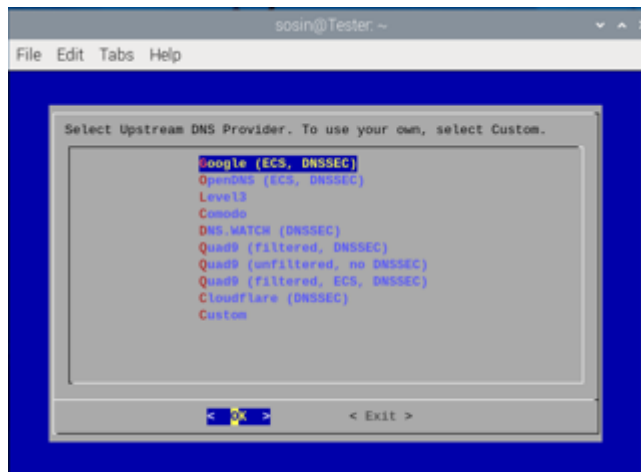 sosin@Tester: ~
File Edit Tabs Help
Select Upstream DNS Provider. To use your own, select Custom.
Google (ECS, DNSSEC)
OpenDNS (ECS, DNSSEC)
Level3
Comodo
DNS.WATCH (DNSSEC)
Quad9 (filtered, DNSSEC)
Quad9 (unfiltered, no DNSSEC)
Quad9 (filtered, ECS, DNSSEC)
Cloudflare (DNSSEC)
Custom
< OK > < Exit >